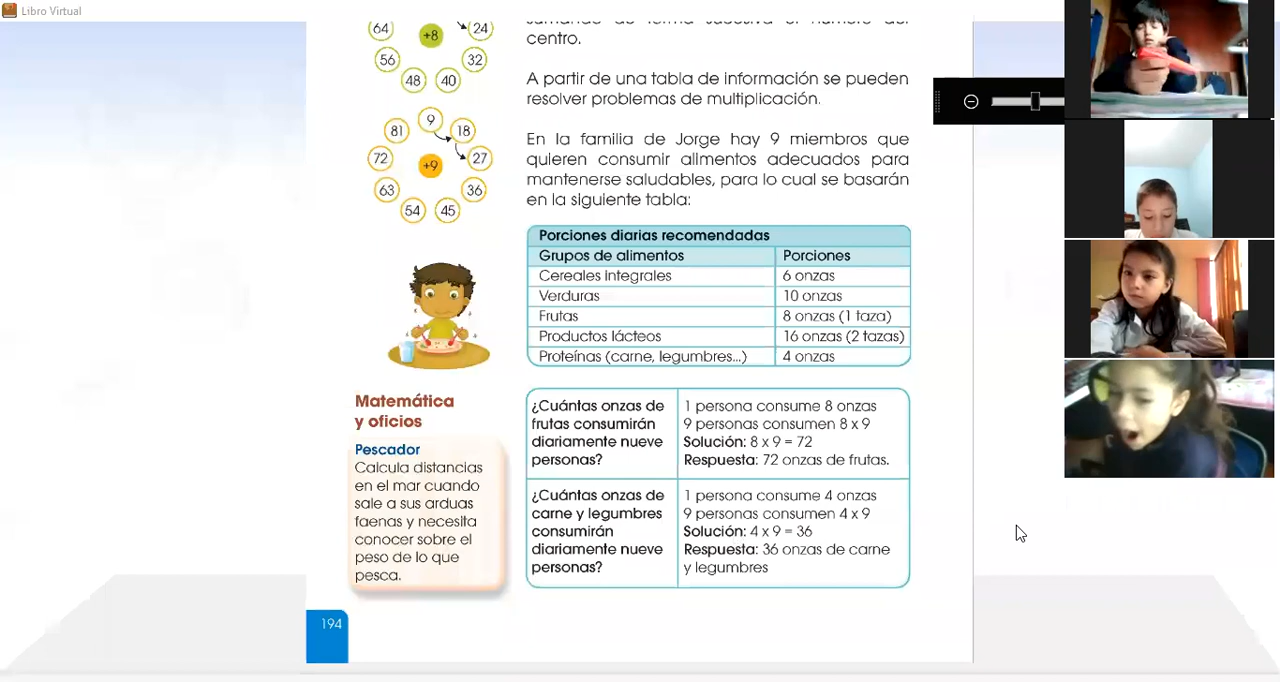 Libro Virtual
64
+8
24
56
32
48
40
sumando de forma sucesiva el número del
centro.
A partir de una tabla de información se pueden
resolver problemas de multiplicación.
9
81
18
72
+9
27
63
36
54
45
En la familia de Jorge hay 9 miembros que
quieren consumir alimentos adecuados para
mantenerse saludables, para lo cual se basarán
en la siguiente tabla:
Porciones diarias recomendadas
Grupos de alimentos Porciones
Cereales integrales 6 onzas
Verduras 10 onzas
Frutas 8 onzas (1 taza)
Productos lácteos 16 onzas (2 tazas)
Proteínas (carne, legumbres...) 4 onzas
Matemática
y oficios
Pescador
Calcula distancias
en el mar cuando
sale a sus arduas
faenas y necesita
conocer sobre el
peso de lo que
pesca.
¿Cuántas onzas de
frutas consumirán
diariamente nueve
personas?
1 persona consume 8 onzas
9 personas consumen 8 x 9
Solución: 8 x 9 = 72
Respuesta: 72 onzas de frutas.
¿Cuántas onzas de
carne y legumbres
consumirán
diariamente nueve
personas?
1 persona consume 4 onzas
9 personas consumen 4 x 9
Solución: 4 x 9 = 36
Respuesta: 36 onzas de carne
y legumbres
194